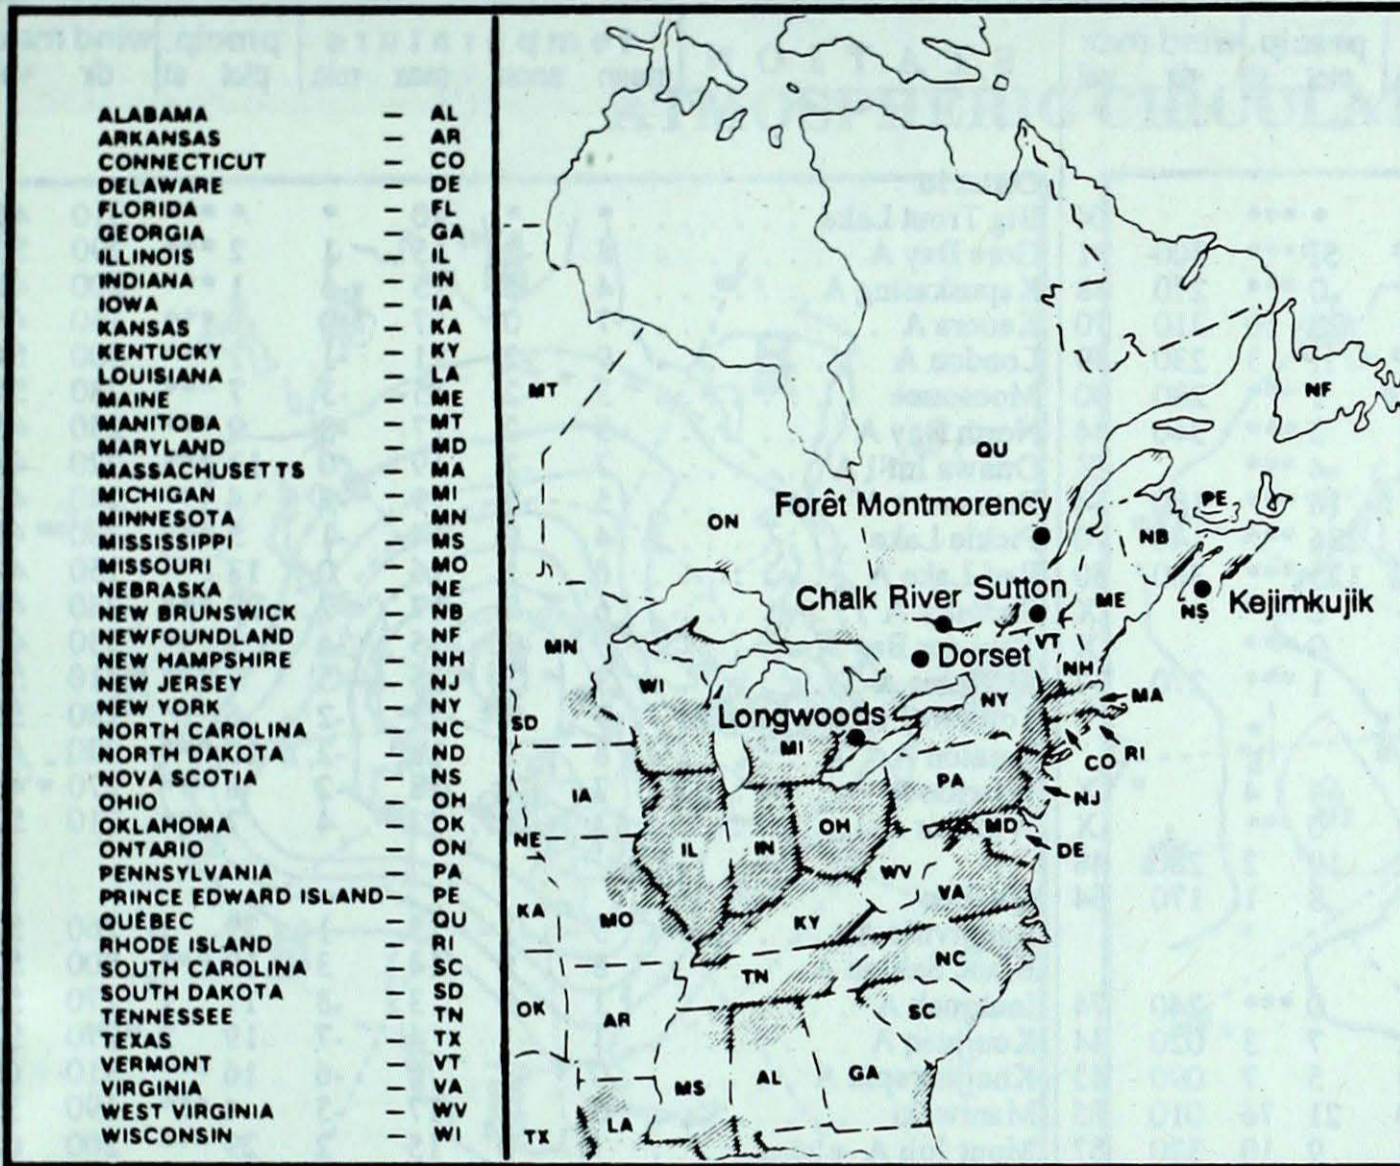 ALABAMA – AL
ARKANSAS – AR
CONNECTICUT – CO
DELAWARE – DE
FLORIDA – FL
GEORGIA – GA
ILLINOIS – IL
INDIANA – IN
IOWA – IA
KANSAS – KA
KENTUCKY – KY
LOUISIANA – LA
MAINE – ME
MANITOBA – MT
MARYLAND – MD
MASSACHUSETTS – MA
MICHIGAN – MI
MINNESOTA – MN
MISSISSIPPI – MS
MISSOURI – MO
NEBRASKA – NE
NEW BRUNSWICK – NB
NEWFOUNDLAND – NF
NEW HAMPSHIRE – NH
NEW JERSEY – NJ
NEW YORK – NY
NORTH CAROLINA – NC
NORTH DAKOTA – ND
NOVA SCOTIA – NS
OHIO – OH
OKLAHOMA – OK
ONTARIO – ON
PENNSYLVANIA – PA
PRINCE EDWARD ISLAND – PE
QUÉBEC – QU
RHODE ISLAND – RI
SOUTH CAROLINA – SC
SOUTH DAKOTA – SD
TENNESSEE – TN
TEXAS – TX
VERMONT – VT
VIRGINIA – VA
WEST VIRGINIA – WV
WISCONSIN – WI
MT
NF
QU
Forêt Montmorency
PE
ON
NB
Chalk River
Sutton
ME
NS
Kejimkujik
MN
VT
Dorset
NH
WI
NY
MA
SD
Longwoods
MI
RI
CO
PA
IA
NJ
OH
MD
NE
IL
IN
DE
WV
VA
KA
MO
KY
NC
TN
OK
AR
SC
MS
AL
GA
LA
TX